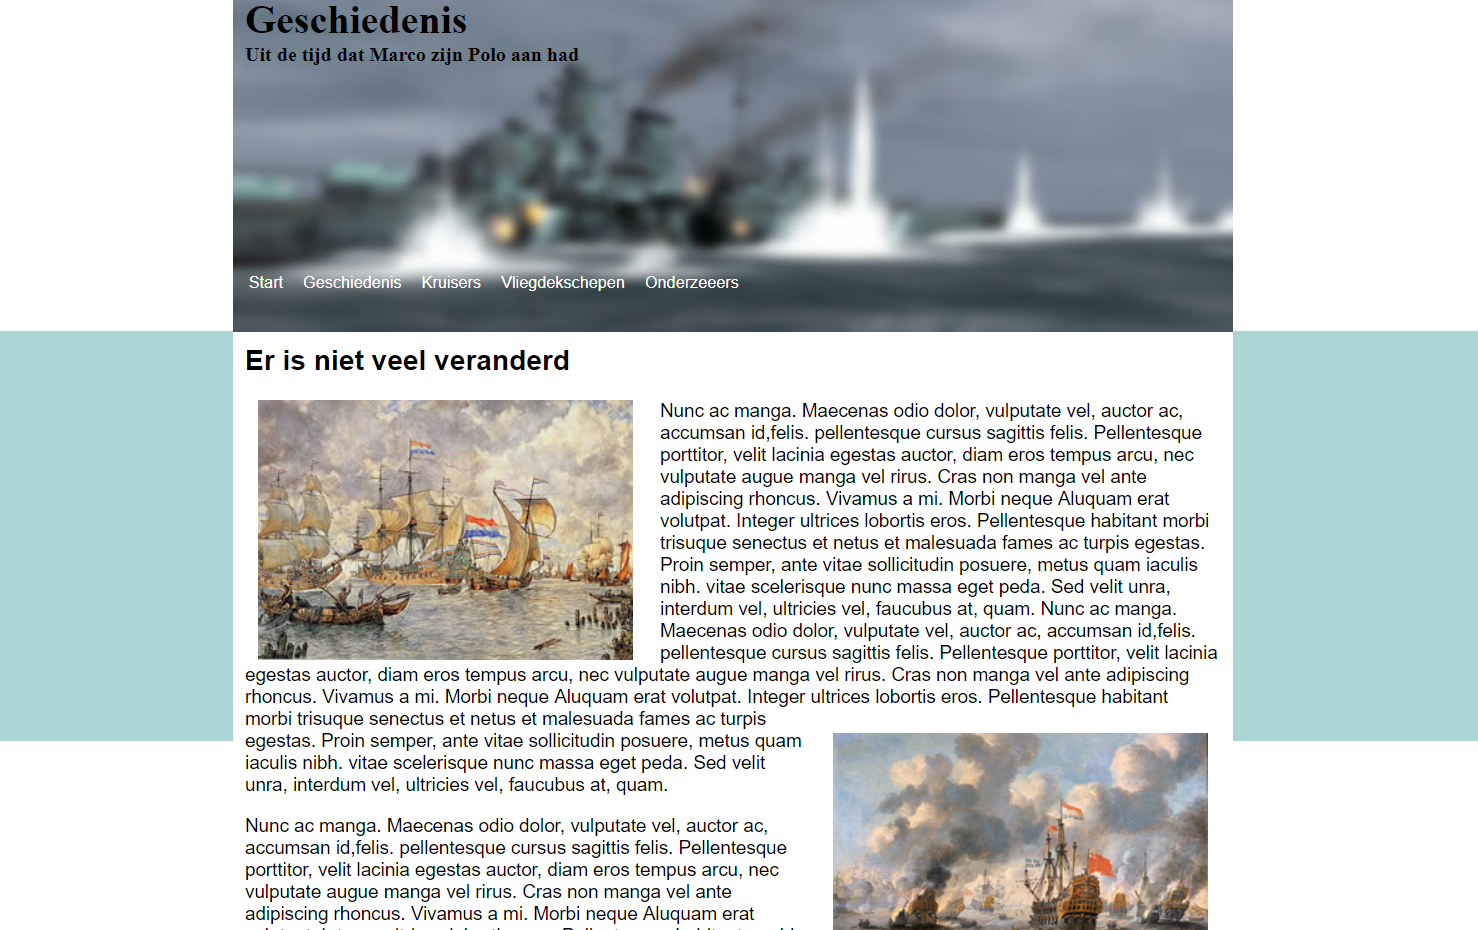 Geschiedenis
Uit de tijd dat Marco zijn Polo aan had
Start Geschiedenis Kruisers Vliegdekschepen Onderzeeers
Er is niet veel veranderd
Nunc ac manga. Maecenas odio dolor, vulputate vel, auctor ac,
accumsan id,felis. pellentesque cursus sagittis felis. Pellentesque
porttitor, velit lacinia egestas auctor, diam eros tempus arcu, nec
vulputate augue manga vel rirus. Cras non manga vel ante
adipiscing rhoncus. Vivamus a mi. Morbi neque Aluquam erat
volutpat. Integer ultrices lobortis eros. Pellentesque habitant morbi
trisuque senectus et netus et malesuada fames ac turpis egestas.
Proin semper, ante vitae sollicitudin posuere, metus quam iaculis
nibh. vitae scelerisque nunc massa eget peda. Sed velit unra,
interdum vel, ultricies vel, faucubus at, quam. Nunc ac manga.
Maecenas odio dolor, vulputate vel, auctor ac, accumsan id,felis.
pellentesque cursus sagittis felis. Pellentesque porttitor, velit lacinia
egestas auctor, diam eros tempus arcu, nec vulputate augue manga vel rirus. Cras non manga vel ante adipiscing
rhoncus. Vivamus a mi. Morbi neque Aluquam erat volutpat. Integer ultrices lobortis eros. Pellentesque habitant
morbi trisuque senectus et netus et malesuada fames ac turpis
egestas. Proin semper, ante vitae sollicitudin posuere, metus quam
iaculis nibh. vitae scelerisque nunc massa eget peda. Sed velit
unra, interdum vel, ultricies vel, faucubus at, quam.
Nunc ac manga. Maecenas odio dolor, vulputate vel, auctor ac,
accumsan id,felis. pellentesque cursus sagittis felis. Pellentesque
porttitor, velit lacinia egestas auctor, diam eros tempus arcu, nec
vulputate augue manga vel rirus. Cras non manga vel ante
adipiscing rhoncus. Vivamus a mi. Morbi neque Aluquam erat